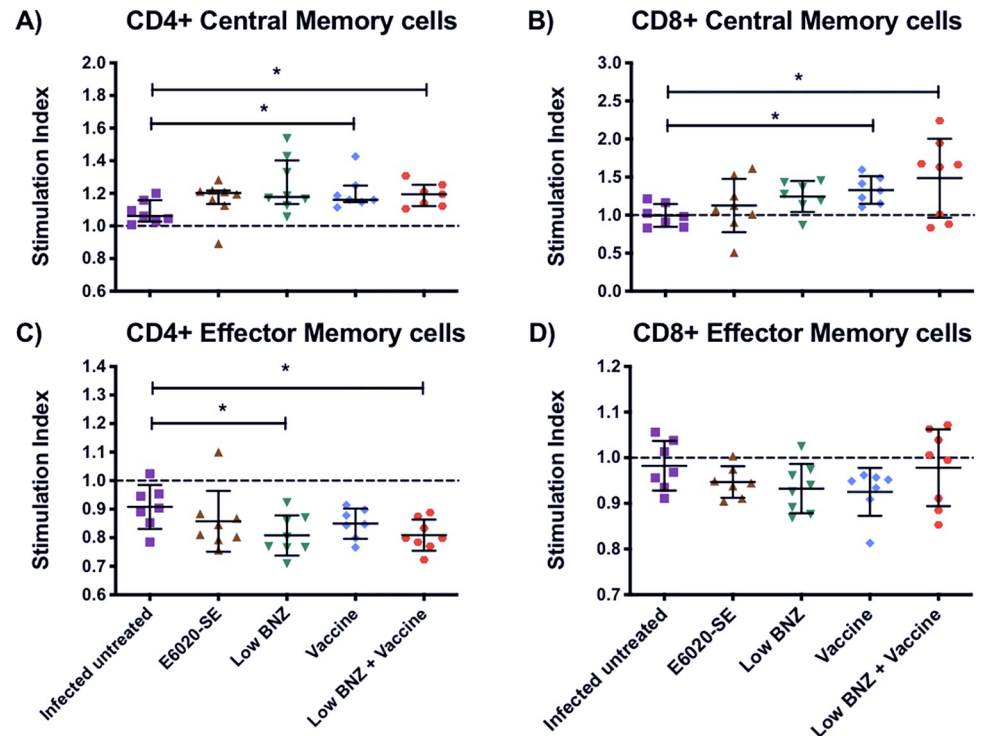 A) CD4+ Central Memory cells
Stimulation Index
2.0
1.8
1.6
1.4
1.2
1.0
0.8
0.6
*
*
B) CD8+ Central Memory cells
Stimulation Index
3.0
2.5
2.0
1.5
1.0
0.5
0.0
*
*
C) CD4+ Effector Memory cells
Stimulation Index
1.4
1.3
1.2
1.1
1.0
0.9
0.8
0.7
0.6
*
*
Infected untreated
E6020-SE
Low BNZ
Vaccine
Low BNZ + Vaccine
D) CD8+ Effector Memory cells
Stimulation Index
1.2
1.1
1.0
0.9
0.8
0.7
Infected untreated
E6020-SE
Low BNZ
Vaccine
Low BNZ + Vaccine